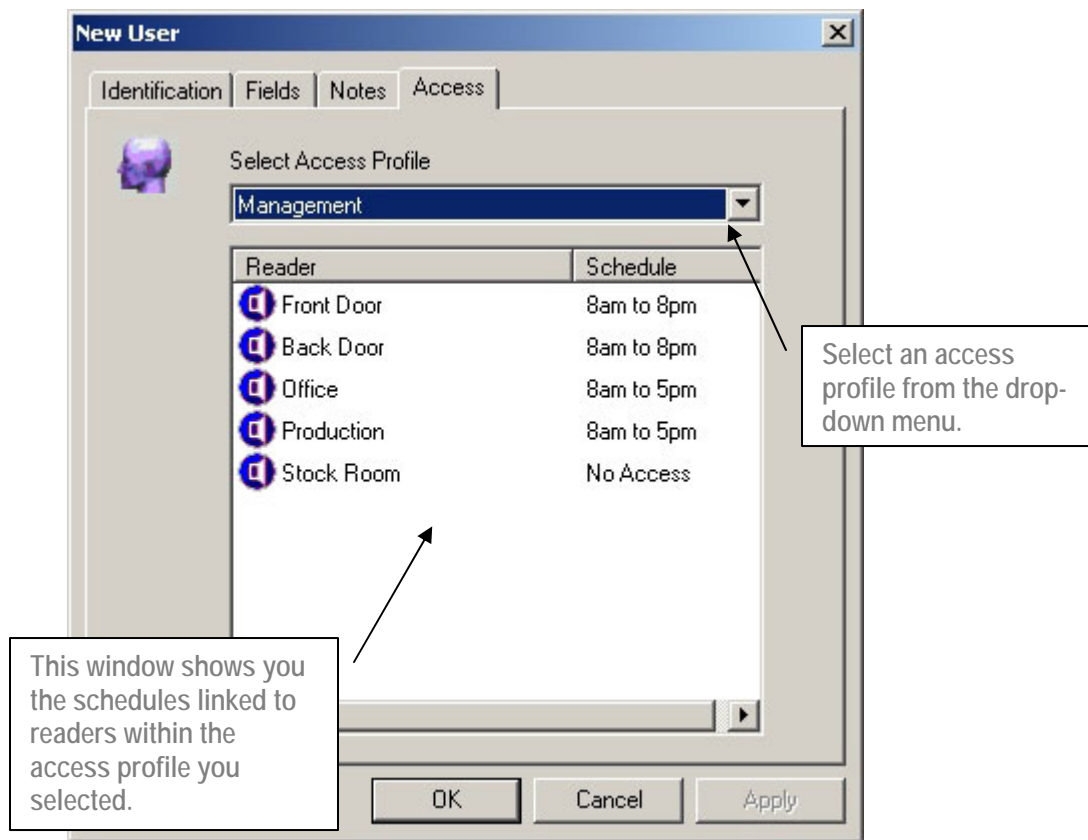 New User
Identification Fields Notes Access
Select Access Profile
Management
Reader Schedule
Front Door 8am to 8pm
Back Door 8am to 8pm
Office 8am to 5pm
Production 8am to 5pm
Stock Room No Access
Select an access
profile from the drop-
down menu.
This window shows you
the schedules linked to
readers within the
access profile you
selected.
OK Cancel Apply